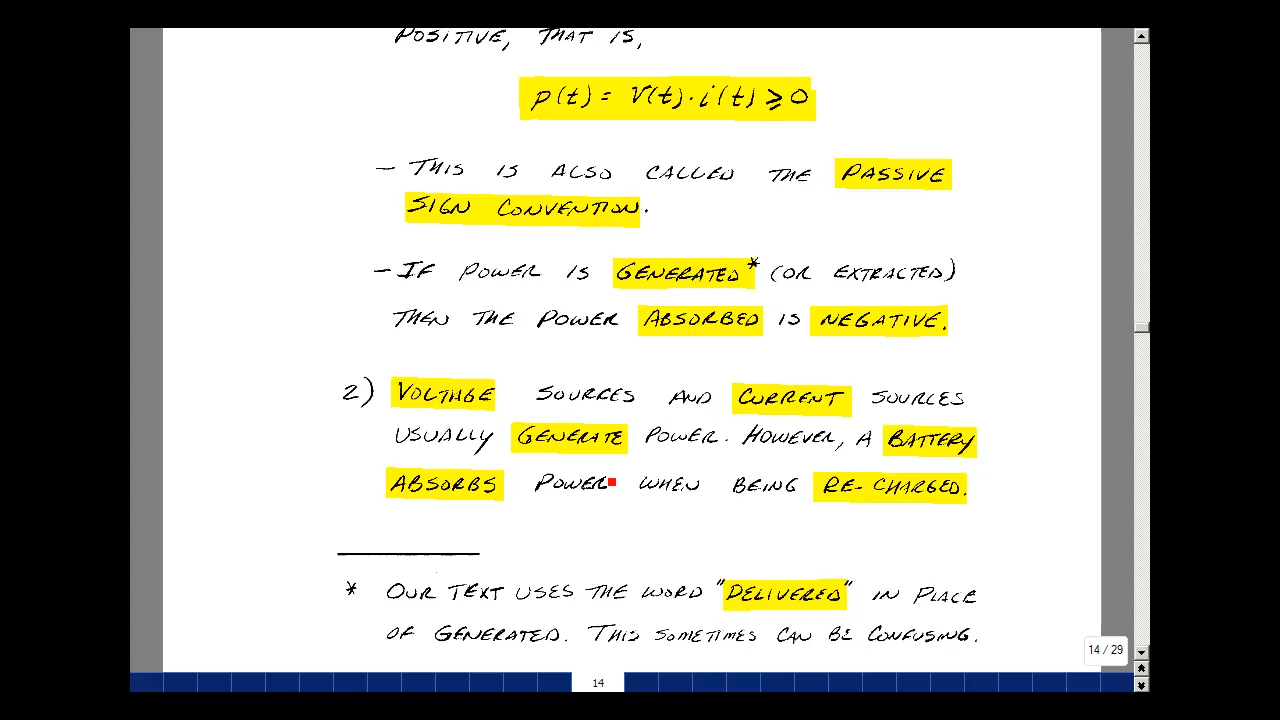 POSITIVE, THAT IS,
p(t) = V(t)·i(t) ≥ 0
- THIS IS ALSO CALLED THE PASSIVE
SIGN CONVENTION.
- IF POWER IS GENERATED* (OR EXTRACTED)
THEN THE POWER ABSORBED IS NEGATIVE.
2) VOLTAGE SOURCES AND CURRENT SOURCES
USUALLY GENERATE POWER. HOWEVER, A BATTERY
ABSORBS POWER WHEN BEING RE-CHARGED.
* OUR TEXT USES THE WORD "DELIVERED" IN PLACE
OF GENERATED. THIS SOMETIMES CAN BE CONFUSING.
14 / 29
14